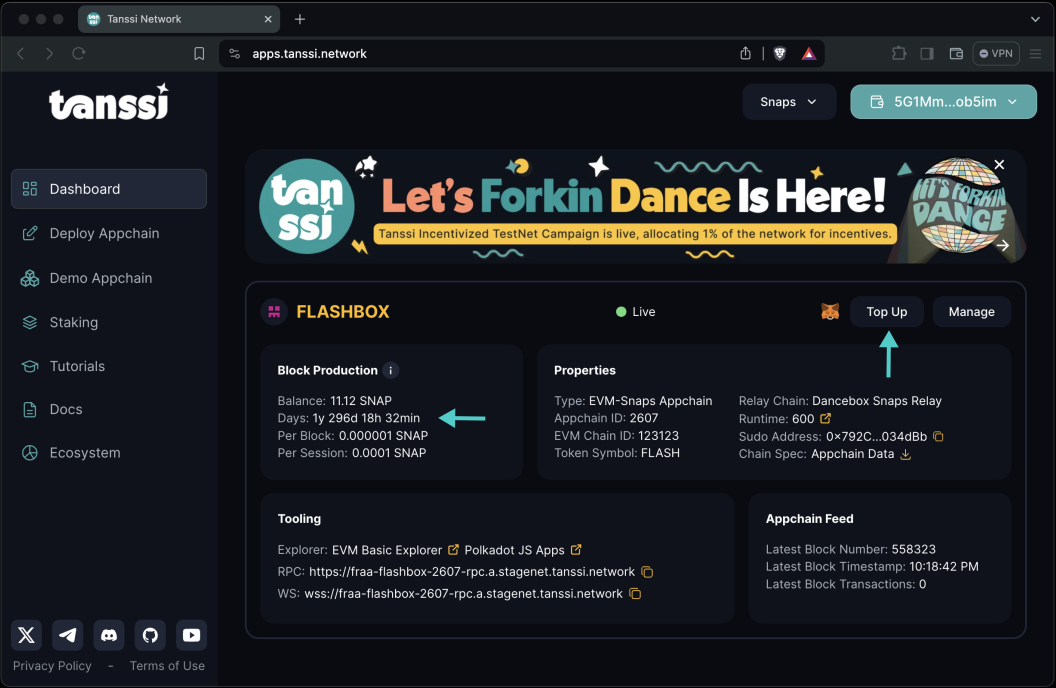 Tanssi Network
apps.tanssi.network
VPN
tanssi
Snaps
5G1Mm...ob5im
Dashboard
Deploy Appchain
Demo Appchain
Staking
Tutorials
Docs
Ecosystem
Privacy Policy - Terms of Use
tan
ssi
Let's Forkin Dance Is Here!
Tanssi Incentivized TestNet Campaign is live, allocating 1% of the network for incentives.
LET'S FORKIN
DANCE
FLASHBOX
Live
Top Up
Manage
Block Production i
Balance: 11.12 SNAP
Days: 1y 296d 18h 32min
Per Block: 0.000001 SNAP
Per Session: 0.0001 SNAP
Properties
Type: EVM-Snaps Appchain
Appchain ID: 2607
EVM Chain ID: 123123
Token Symbol: FLASH
Relay Chain: Dancebox Snaps Relay
Runtime: 600
Sudo Address: 0x792C...034dBb
Chain Spec: Appchain Data
Tooling
Explorer: EVM Basic Explorer Polkadot JS Apps
RPC: https://fraa-flashbox-2607-rpc.a.stagenet.tanssi.network
WS: wss://fraa-flashbox-2607-rpc.a.stagenet.tanssi.network
Appchain Feed
Latest Block Number: 558323
Latest Block Timestamp: 10:18:42 PM
Latest Block Transactions: 0